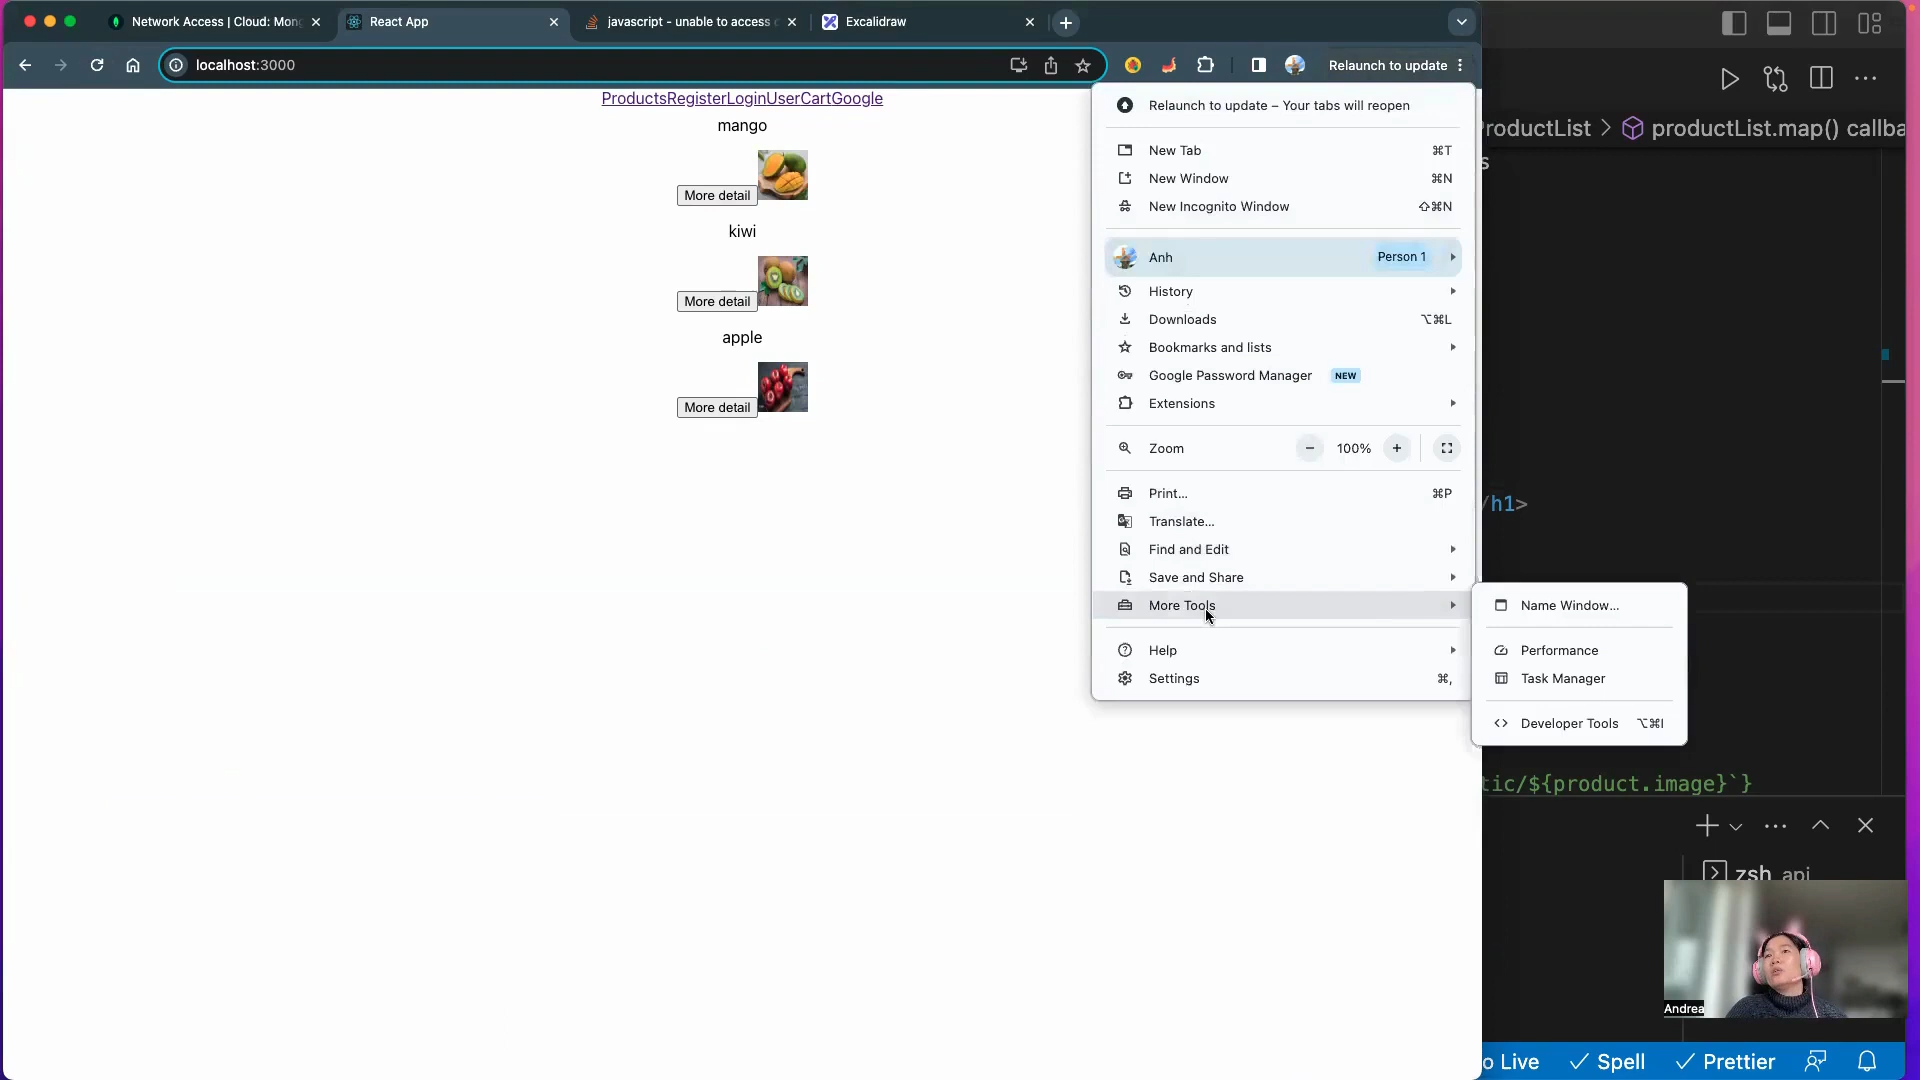 Network Access | Cloud: Mon
React App
javascript - unable to access
Excalidraw
localhost:3000
Relaunch to update
ProductsRegisterLoginUserCartGoogle
mango
More detail
kiwi
More detail
apple
More detail
Relaunch to update – Your tabs will reopen
New Tab ⌘T
New Window ⌘N
New Incognito Window ⇧⌘N
Anh Person 1
History
Downloads ⌥⌘L
Bookmarks and lists
Google Password Manager NEW
Extensions
Zoom − 100% +
Print... ⌘P
Translate...
Find and Edit
Save and Share
More Tools
Help
Settings ⌘,
Name Window...
Performance
Task Manager
Developer Tools ⌥⌘I
roductList > productList.map() callba
s
/h1>
tic/${product.image}`}
zsh api
Andrea
o Live ✓ Spell ✓ Prettier